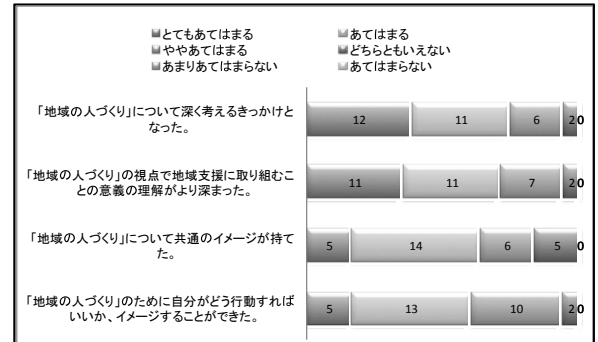 とてもあてはまる あてはまる
ややあてはまる どちらともいえない
あまりあてはまらない あてはまらない
「地域の人づくり」について深く考えるきっかけと
なった。
12 11 6 2 0
「地域の人づくり」の視点で地域支援に取り組むこ
との意義の理解がより深まった。
11 11 7 2 0
「地域の人づくり」について共通のイメージが持て
た。
5 14 6 5 0
「地域の人づくり」のために自分がどう行動すれば
いいか、イメージすることができた。
5 13 10 2 0